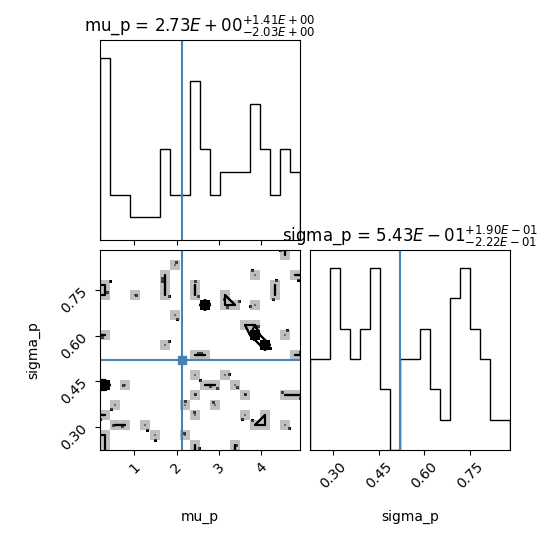 mu_p = 2.73E+00+1.41E+00 −2.03E+00
sigma_p = 5.43E−01+1.90E−01 −2.22E−01
sigma_p
0.75
0.60
0.45
0.30
1 2 3 4
mu_p
0.30 0.45 0.60 0.75
sigma_p